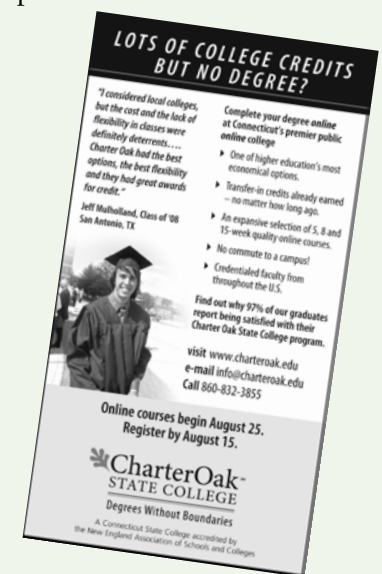 LOTS OF COLLEGE CREDITS
BUT NO DEGREE?
"I considered local colleges,
but the cost and the lack of
flexibility in classes were
definitely deterrents....
Charter Oak had the best
options, the best flexibility
and they had great awards
for credit."
Jeff Mulholland, Class of '08
San Antonio, TX
Complete your degree online
at Connecticut's premier public
online college
One of higher education's most
economical options.
Transfer-in credits already earned
– no matter how long ago.
An expansive selection of 5, 8 and
15-week quality online courses.
No commute to a campus!
Credentialed faculty from
throughout the U.S.
Find out why 97% of our graduates
report being satisfied with their
Charter Oak State College program.
visit www.charteroak.edu
e-mail info@charteroak.edu
Call 860-832-3855
Online courses begin August 25.
Register by August 15.
CharterOak
STATE COLLEGE
Degrees Without Boundaries
A Connecticut State College accredited by
the New England Association of Schools and Colleges